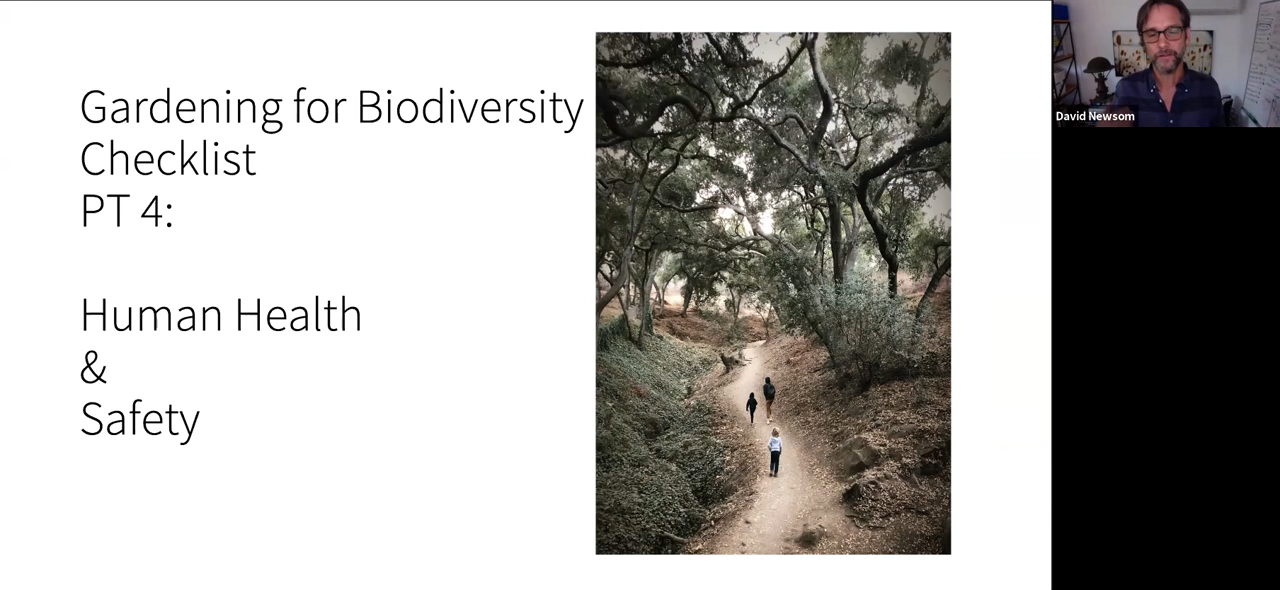 Gardening for Biodiversity
Checklist
PT 4:
Human Health
&
Safety
David Newsom